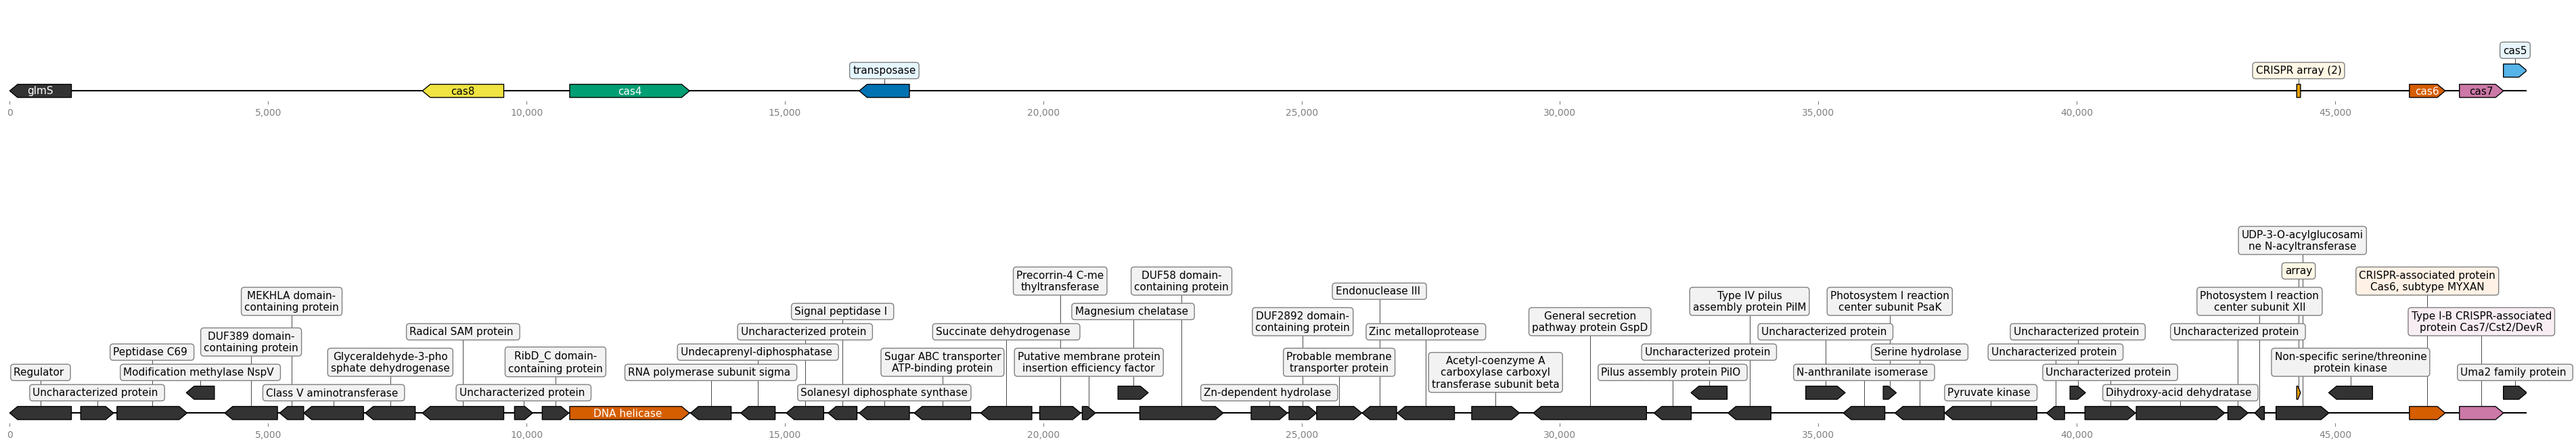 cas5
transposase
CRISPR array (2)
glmS
cas8
cas4
cas6
cas7
0
5,000
10,000
15,000
20,000
25,000
30,000
35,000
40,000
45,000
UDP-3-O-acylglucosami
ne N-acyltransferase
array
Precorrin-4 C-me
thyltransferase
DUF58 domain-
containing protein
CRISPR-associated protein
Cas6, subtype MYXAN
MEKHLA domain-
containing protein
Endonuclease III
Type IV pilus
assembly protein PilM
Photosystem I reaction
center subunit PsaK
Photosystem I reaction
center subunit XII
Signal peptidase I
Magnesium chelatase
DUF2892 domain-
containing protein
General secretion
pathway protein GspD
Type I-B CRISPR-associated
protein Cas7/Cst2/DevR
DUF389 domain-
containing protein
Radical SAM protein
Uncharacterized protein
Succinate dehydrogenase
Zinc metalloprotease
Uncharacterized protein
Uncharacterized protein
Uncharacterized protein
Peptidase C69
Glyceraldehyde-3-pho
sphate dehydrogenase
RibD_C domain-
containing protein
Undecaprenyl-diphosphatase
Sugar ABC transporter
ATP-binding protein
Putative membrane protein
insertion efficiency factor
Probable membrane
transporter protein
Acetyl-coenzyme A
carboxylase carboxyl
transferase subunit beta
Uncharacterized protein
Serine hydrolase
Uncharacterized protein
Non-specific serine/threonine
protein kinase
Regulator
Modification methylase NspV
RNA polymerase subunit sigma
Pilus assembly protein PilO
N-anthranilate isomerase
Uncharacterized protein
Uma2 family protein
Uncharacterized protein
Class V aminotransferase
Uncharacterized protein
Solanesyl diphosphate synthase
Zn-dependent hydrolase
Pyruvate kinase
Dihydroxy-acid dehydratase
DNA helicase
0
5,000
10,000
15,000
20,000
25,000
30,000
35,000
40,000
45,000